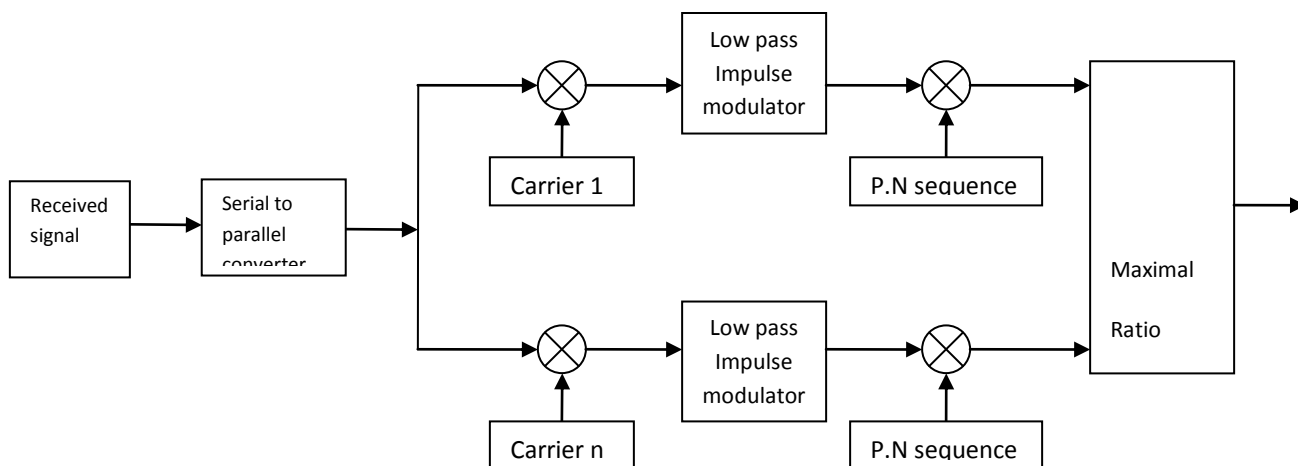 Received
signal
Serial to
parallel
converter
Carrier 1
Low pass
Impulse
modulator
P.N sequence
Carrier n
Low pass
Impulse
modulator
P.N sequence
Maximal
Ratio